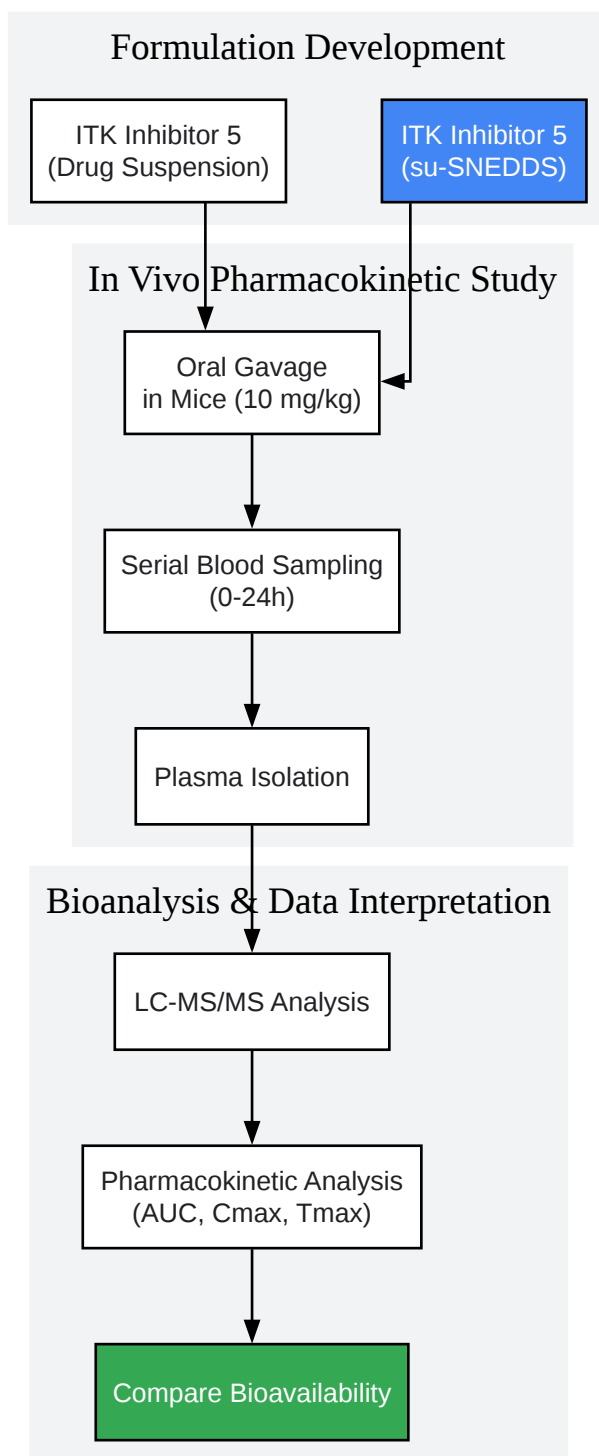 Formulation Development
ITK Inhibitor 5
(Drug Suspension)
ITK Inhibitor 5
(su-SNEDDS)
In Vivo Pharmacokinetic Study
Oral Gavage
in Mice (10 mg/kg)
Serial Blood Sampling
(0-24h)
Plasma Isolation
Bioanalysis & Data Interpretation
LC-MS/MS Analysis
Pharmacokinetic Analysis
(AUC, Cmax, Tmax)
Compare Bioavailability